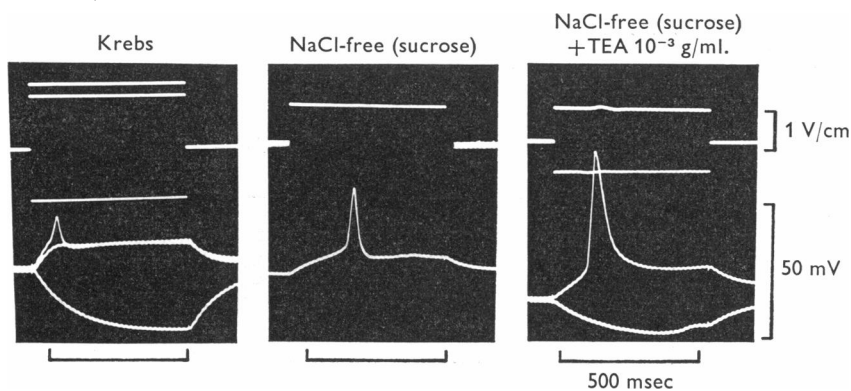 Krebs
NaCl-free (sucrose)
NaCl-free (sucrose)
+TEA 10⁻³ g/ml.
1 V/cm
50 mV
500 msec